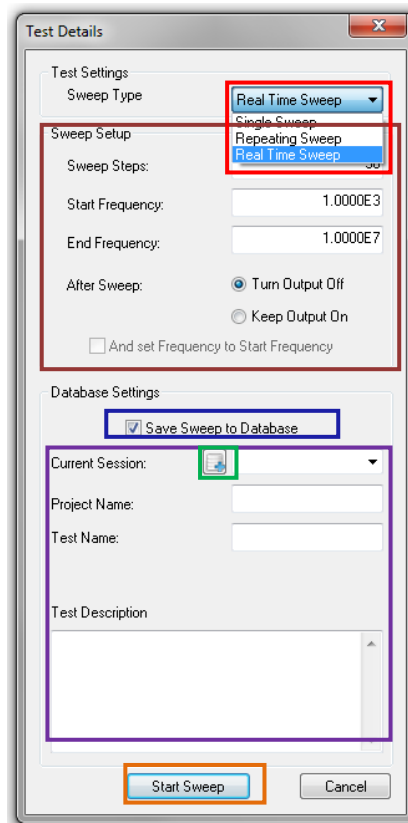 Test Details
Test Settings
Sweep Type
Real Time Sweep
Single Sweep
Repeating Sweep
Real Time Sweep
Sweep Setup
Sweep Steps:
Start Frequency:
1.0000E3
End Frequency:
1.0000E7
After Sweep:
Turn Output Off
Keep Output On
And set Frequency to Start Frequency
Database Settings
Save Sweep to Database
Current Session:
Project Name:
Test Name:
Test Description
Start Sweep
Cancel